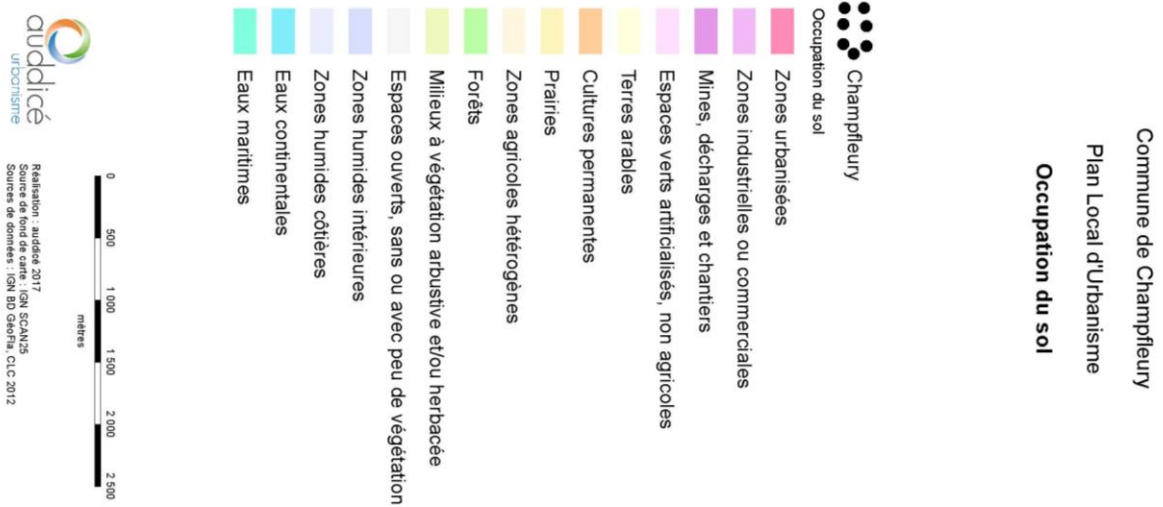 Commune de Champfleury
Plan Local d'Urbanisme
Occupation du sol
Champfleury
Occupation du sol
Zones urbanisées
Zones industrielles ou commerciales
Mines, décharges et chantiers
Espaces verts artificialisés, non agricoles
Terres arables
Cultures permanentes
Prairies
Zones agricoles hétérogènes
Forêts
Milieux à végétation arbustive et/ou herbacée
Espaces ouverts, sans ou avec peu de végétation
Zones humides intérieures
Zones humides côtières
Eaux continentales
Eaux maritimes
0 500 1 000 1 500 2 000 2 500
mètres
auddicé
urbanisme
Réalisation : auddicé 2017
Source de fond de carte : IGN SCAN25
Sources de données : IGN BD GéoFla, CLC 2012